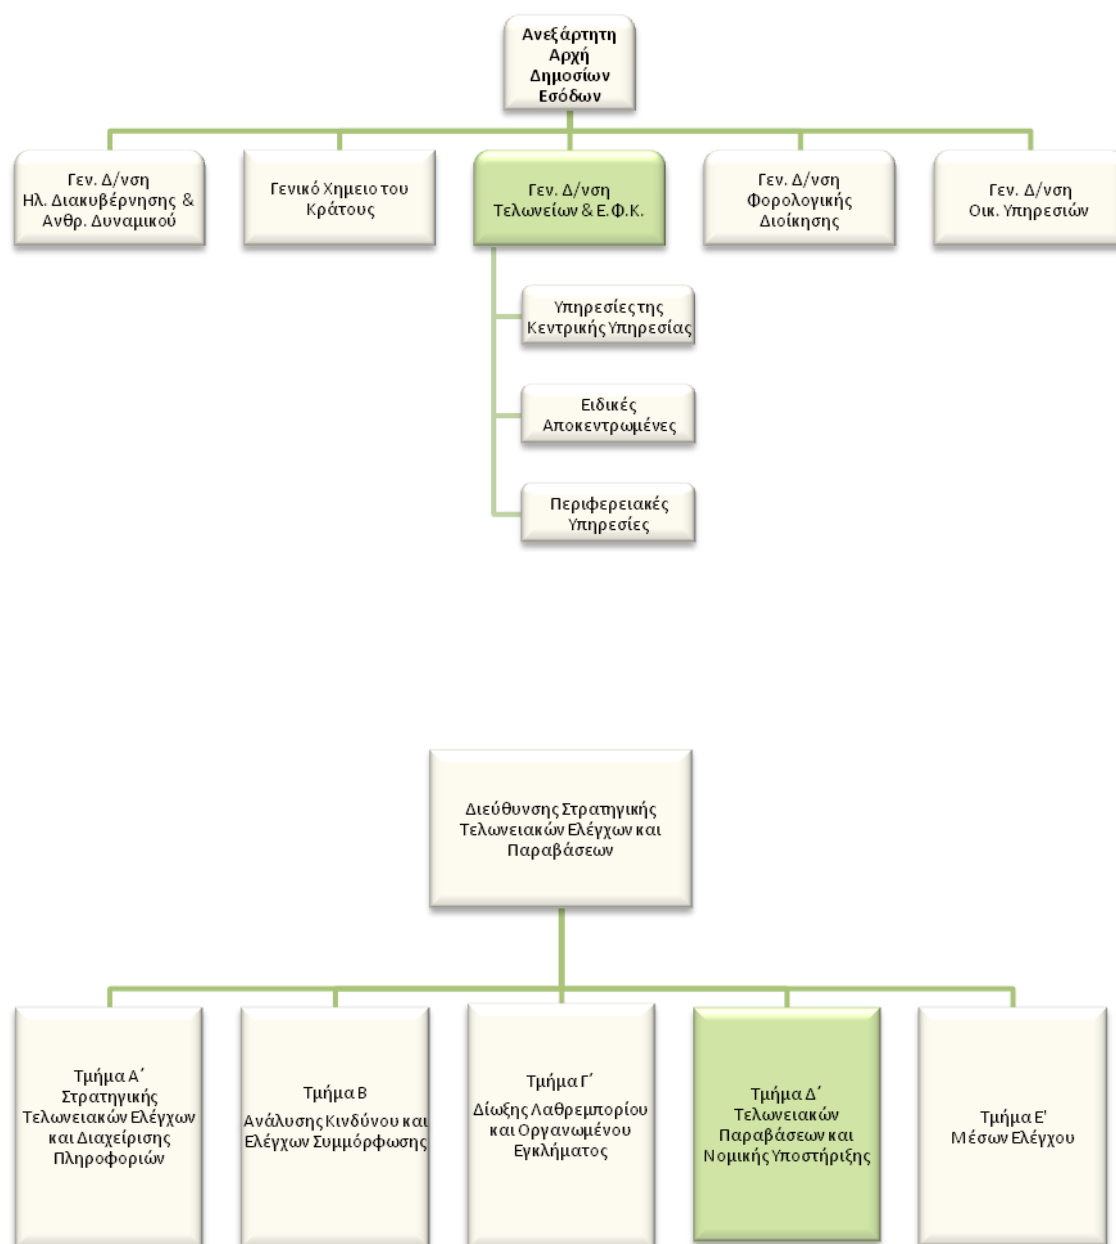 Ανεξάρτητη
Αρχή
Δημοσίων
Εσόδων
Γεν. Δ/νση
Ηλ. Διακυβέρνησης &
Ανθρ. Δυναμικού
Γενικό Χημειο του
Κράτους
Γεν. Δ/νση
Τελωνείων & Ε.Φ.Κ.
Γεν. Δ/νση
Φορολογικής
Διοίκησης
Γεν. Δ/νση
Οικ. Υπηρεσιών
Υπηρεσίες της
Κεντρικής Υπηρεσίας
Ειδικές
Αποκεντρωμένες
Περιφερειακές
Υπηρεσίες
Διεύθυνσης Στρατηγικής
Τελωνειακών Ελέγχων και
Παραβάσεων
Τμήμα Α΄
Στρατηγικής
Τελωνειακών Ελέγχων
και Διαχείρισης
Πληροφοριών
Τμήμα Β
Ανάλυσης Κινδύνου και
Ελέγχων Συμμόρφωσης
Τμήμα Γ΄
Δίωξης Λαθρεμπορίου
και Οργανωμένου
Εγκλήματος
Τμήμα Δ΄
Τελωνειακών
Παραβάσεων και
Νομικής Υποστήριξης
Τμήμα Ε'
Μέσων Ελέγχου